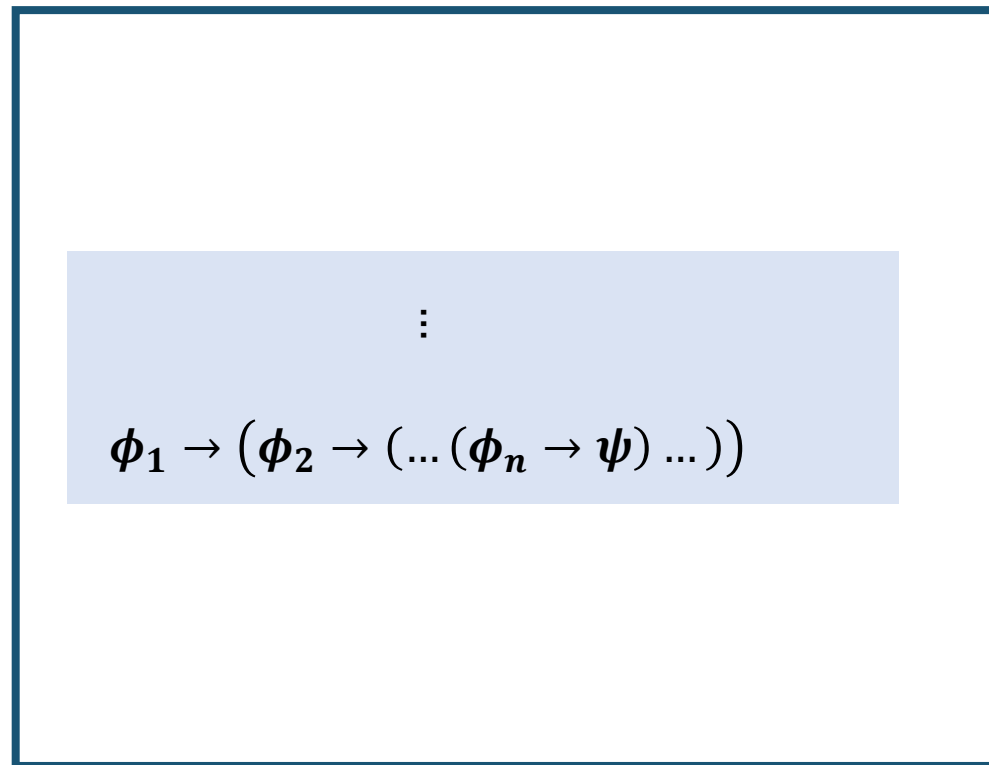 ⋮
𝝓₁ → (𝝓₂ → (… (𝝓ₙ → 𝝍) … ))